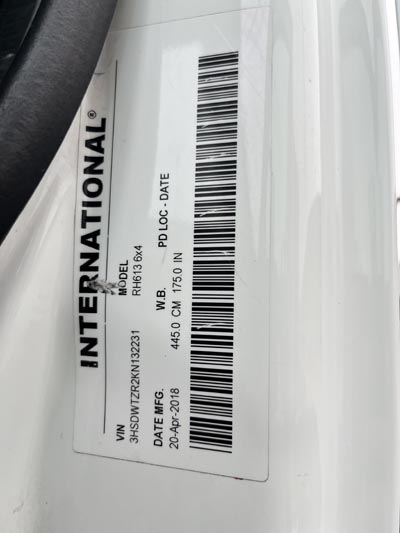 INTERNATIONAL®
VIN MODEL
3HSDWTZR2KN132231 RH613 6x4
DATE MFG. W.B. PD LOC - DATE
20-Apr-2018 445.0 CM 175.0 IN